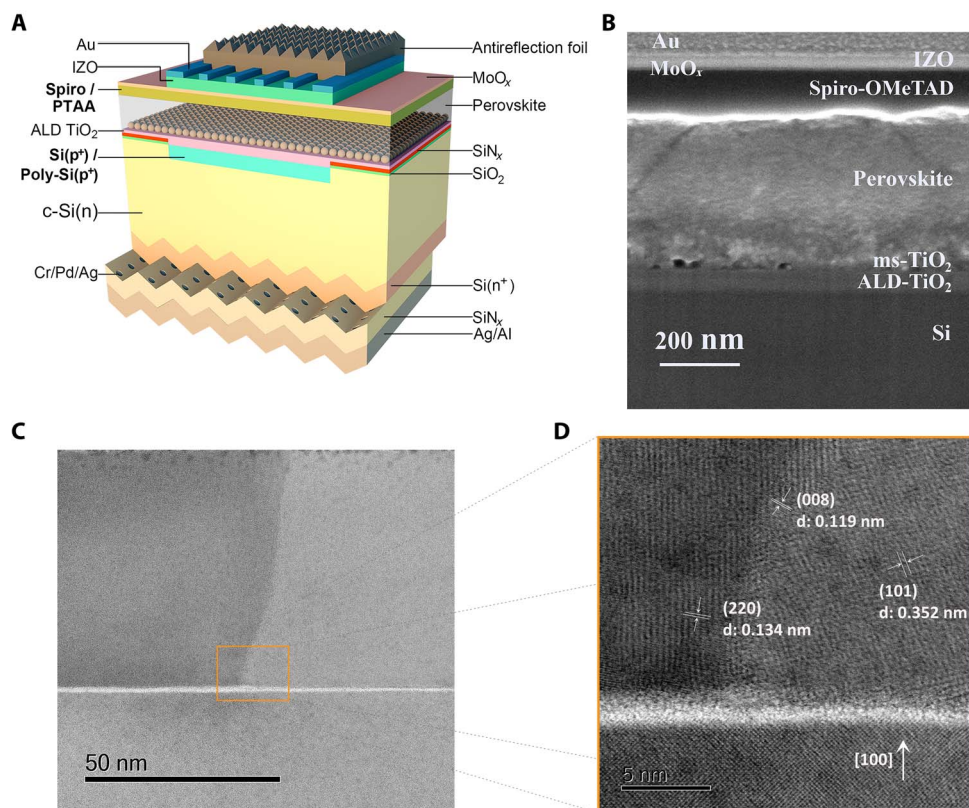 A
Au
IZO
Spiro /
PTAA
ALD TiO₂
Si(p⁺) /
Poly-Si(p⁺)
c-Si(n)
Cr/Pd/Ag
Antireflection foil
MoOₓ
Perovskite
SiNₓ
SiO₂
Si(n⁺)
SiNₓ
Ag/Al
B
Au
IZO
MoOₓ
Spiro-OMeTAD
Perovskite
ms-TiO₂
ALD-TiO₂
Si
200 nm
C
50 nm
D
(008)
d: 0.119 nm
(101)
d: 0.352 nm
(220)
d: 0.134 nm
[100]
5 nm